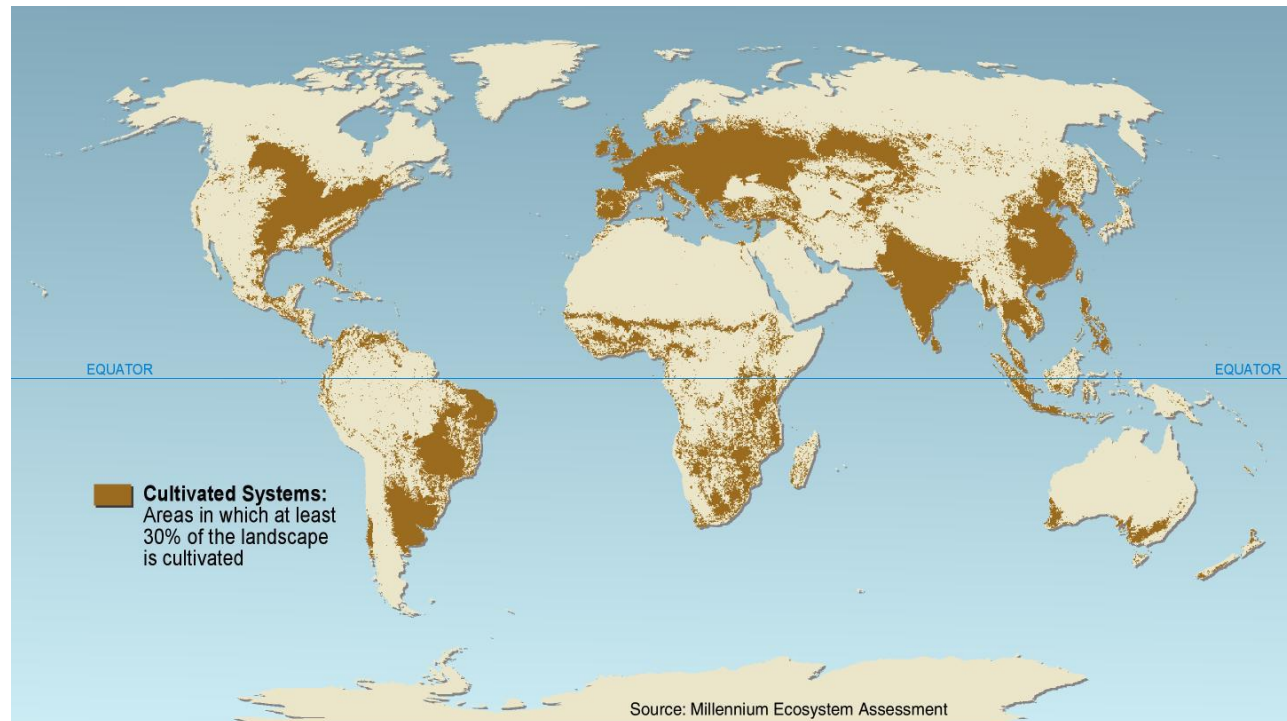 EQUATOR
EQUATOR
Cultivated Systems:
Areas in which at least
30% of the landscape
is cultivated
Source: Millennium Ecosystem Assessment